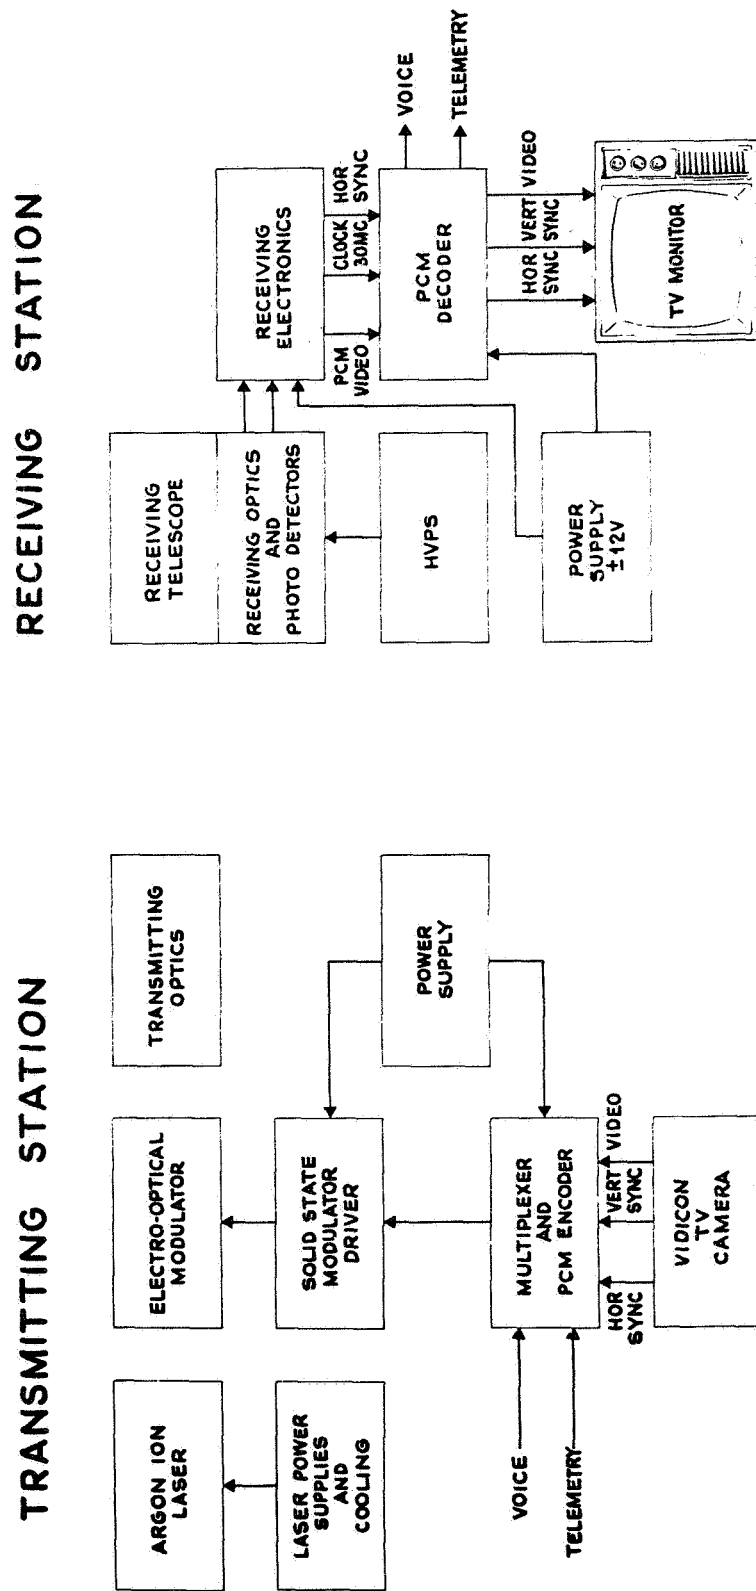 TRANSMITTING STATION
ARGON ION
LASER
ELECTRO-OPTICAL
MODULATOR
TRANSMITTING
OPTICS
LASER POWER
SUPPLIES
AND
COOLING
SOLID STATE
MODULATOR
DRIVER
POWER
SUPPLY
VOICE
TELEMETRY
MULTIPLEXER
AND
PCM ENCODER
HOR
SYNC
VERT
SYNC
VIDEO
VIDICON
TV
CAMERA
RECEIVING STATION
RECEIVING
TELESCOPE
RECEIVING OPTICS
AND
PHOTO DETECTORS
RECEIVING
ELECTRONICS
HVPS
PCM
VIDEO
CLOCK
30MC
HOR
SYNC
PCM
DECODER
VOICE
TELEMETRY
POWER
SUPPLY
±12V
HOR
SYNC
VERT
SYNC
VIDEO
TV MONITOR